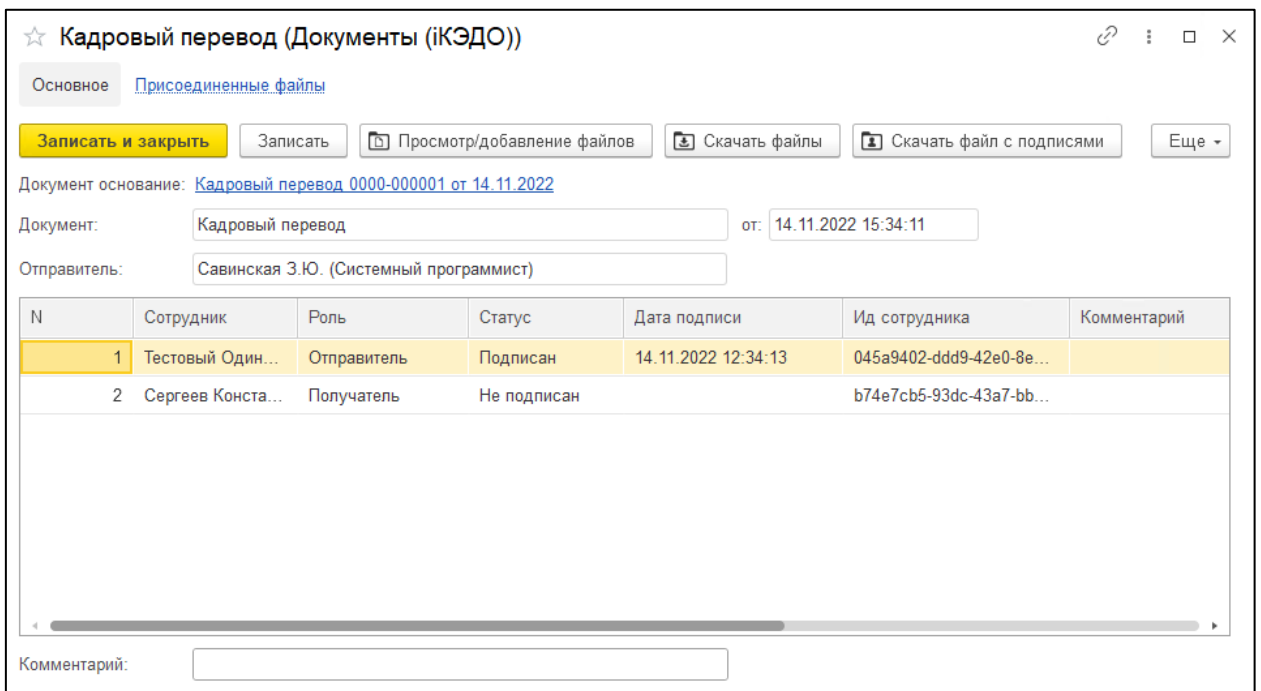 Кадровый перевод (Документы (iКЭДО))
Основное Присоединенные файлы
Записать и закрыть Записать Просмотр/добавление файлов Скачать файлы Скачать файл с подписями Еще
Документ основание: Кадровый перевод 0000-000001 от 14.11.2022
Документ: Кадровый перевод от: 14.11.2022 15:34:11
Отправитель: Савинская З.Ю. (Системный программист)
N Сотрудник Роль Статус Дата подписи Ид сотрудника Комментарий
1 Тестовый Один... Отправитель Подписан 14.11.2022 12:34:13 045a9402-ddd9-42e0-8e...
2 Сергеев Конста... Получатель Не подписан b74e7cb5-93dc-43a7-bb...
Комментарий: